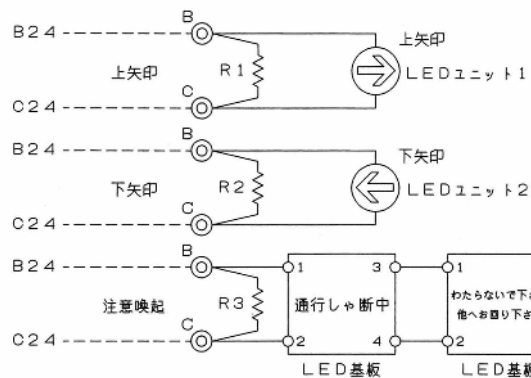 B24 B
上矢印
上矢印 R1 LEDユニット1
C24 C
B24 B
下矢印
下矢印 R2 LEDユニット2
C24 C
B24 B 1 3 1
注意喚起 R3 通行しゃ断中 わたらないで下さ
他へお回り下さ
C24 C 2 4 2
LED基板 LED基板